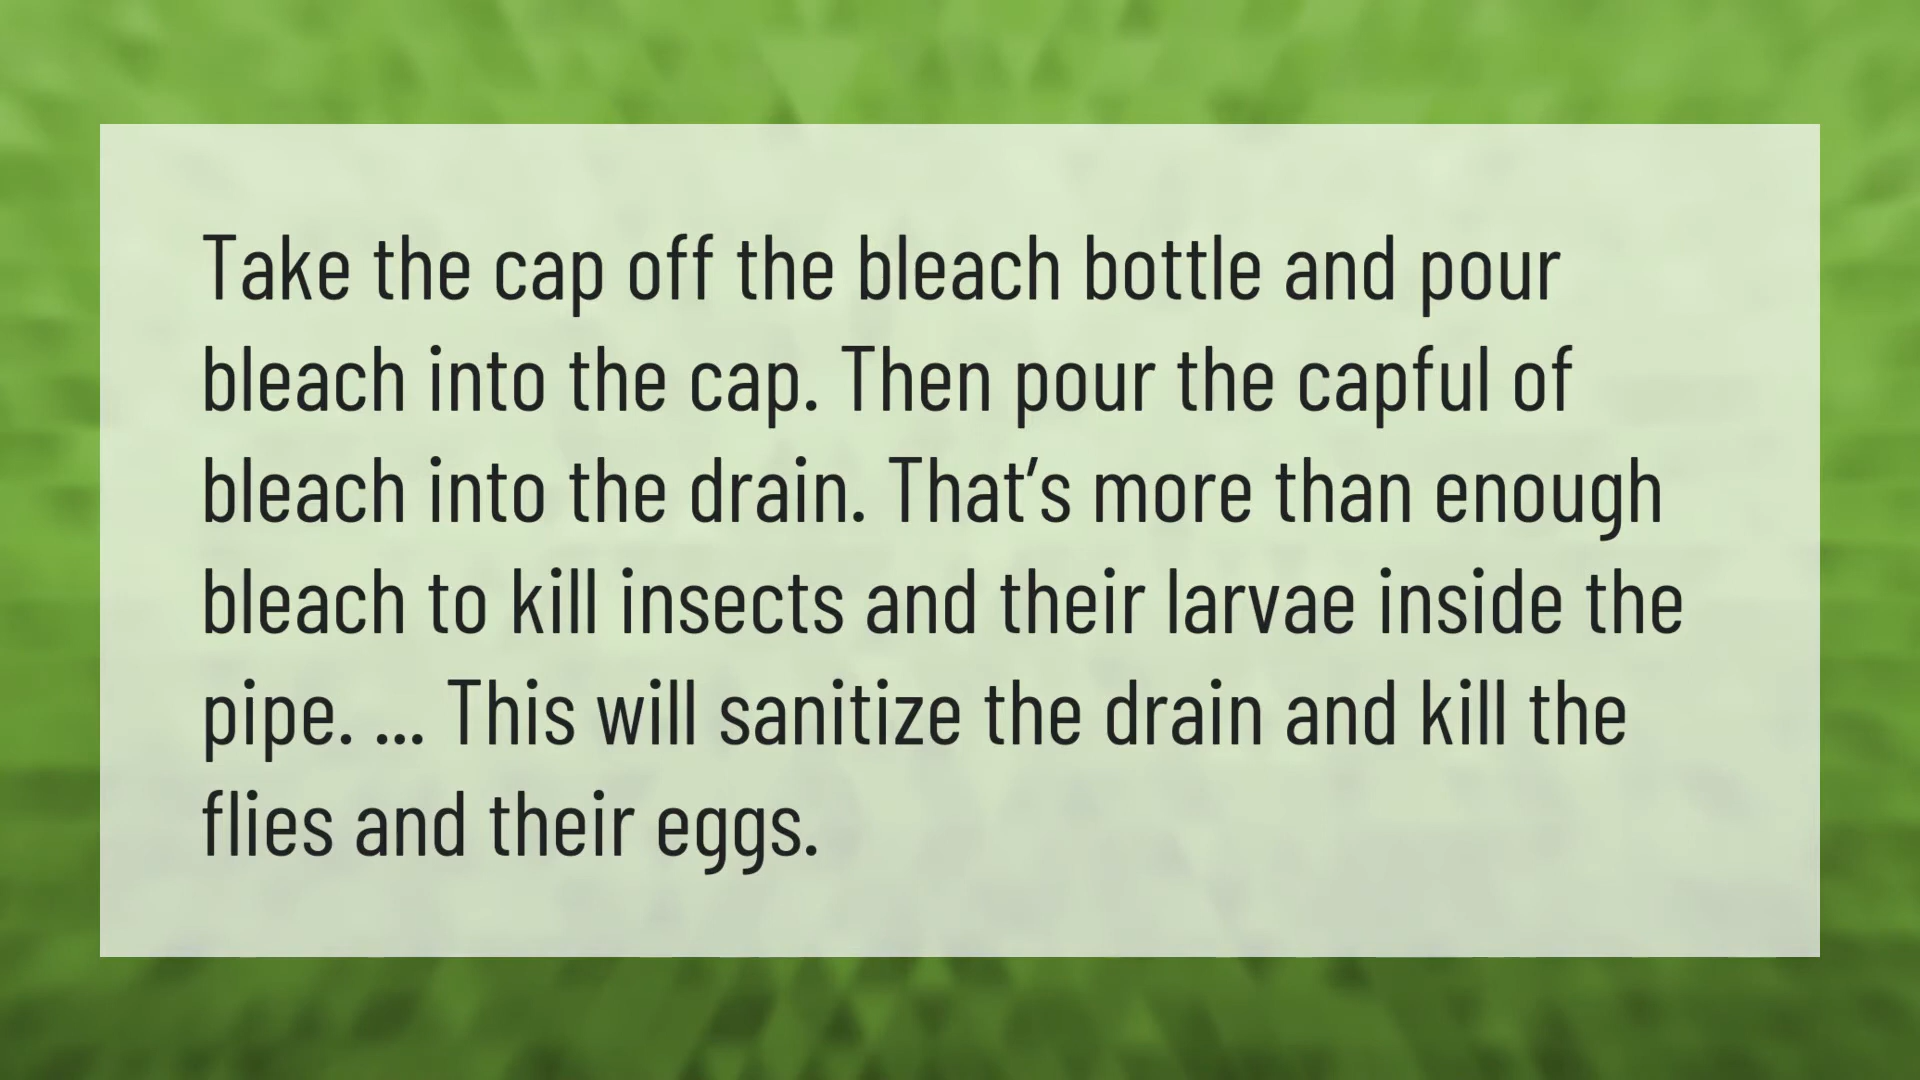 Take the cap off the bleach bottle and pour
bleach into the cap. Then pour the capful of
bleach into the drain. That’s more than enough
bleach to kill insects and their larvae inside the
pipe. ... This will sanitize the drain and kill the
flies and their eggs.